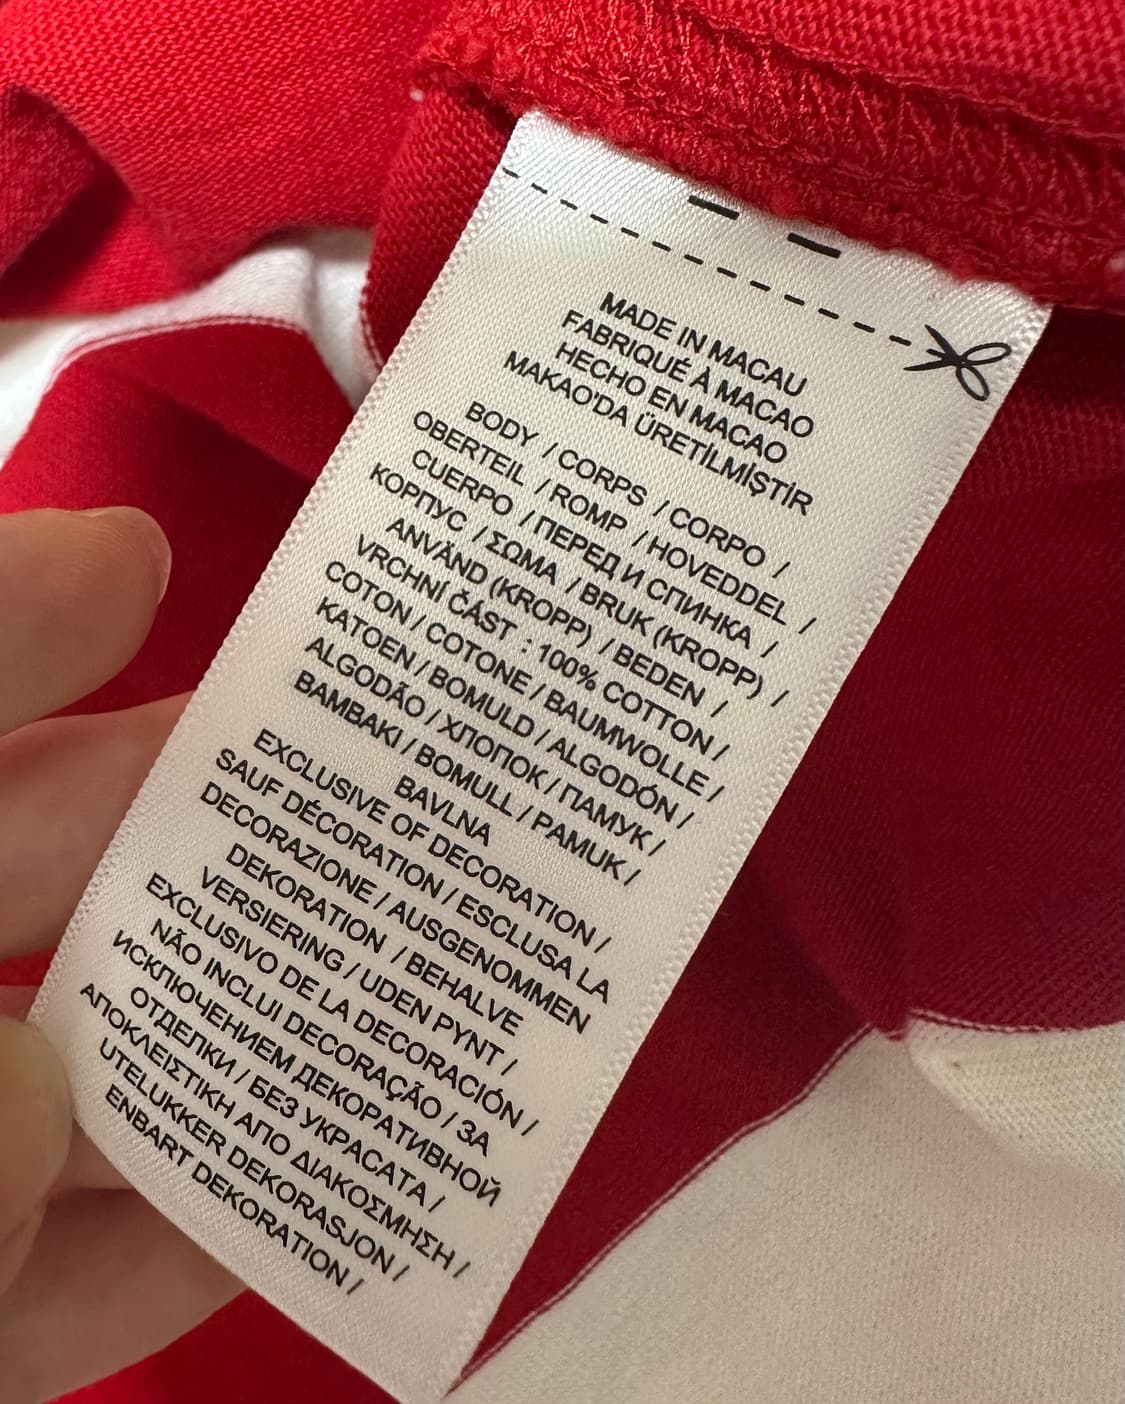 MADE IN MACAU
FABRIQUÉ À MACAO
HECHO EN MACAO
MAKAO'DA ÜRETİLMİŞTİR
BODY / CORPS / CORPO /
OBERTEIL / ROMP / HOVEDDEL /
CUERPO / ПЕРЕД И СПИНКА /
КОРПУС / ΣΩΜΑ / BRUK (KROPP) /
ANVÄND (KROPP) / BEDEN /
VRCHNÍ ČÁST : 100% COTTON /
COTON / COTONE / BAUMWOLLE /
KATOEN / BOMULD / ALGODÓN /
ALGODÃO / ХЛОПОК / ПАМУК /
BAMBAKI / BOMULL / PAMUK /
BAVLNA
EXCLUSIVE OF DECORATION /
SAUF DÉCORATION / ESCLUSA LA
DECORAZIONE / AUSGENOMMEN
DEKORATION / BEHALVE
VERSIERING / UDEN PYNT /
EXCLUSIVO DE LA DECORACIÓN /
NÃO INCLUI DECORAÇÃO / ЗА
ИСКЛЮЧЕНИЕМ ДЕКОРАТИВНОЙ
ОТДЕЛКИ / БЕЗ УКРАСАТА /
ΑΠΟΚΛΕΙΣΤΙΚΗ ΑΠΟ ΔΙΑΚΟΣΜΗΣΗ /
UTELUKKER DEKORASJON /
ENBART DEKORATION /